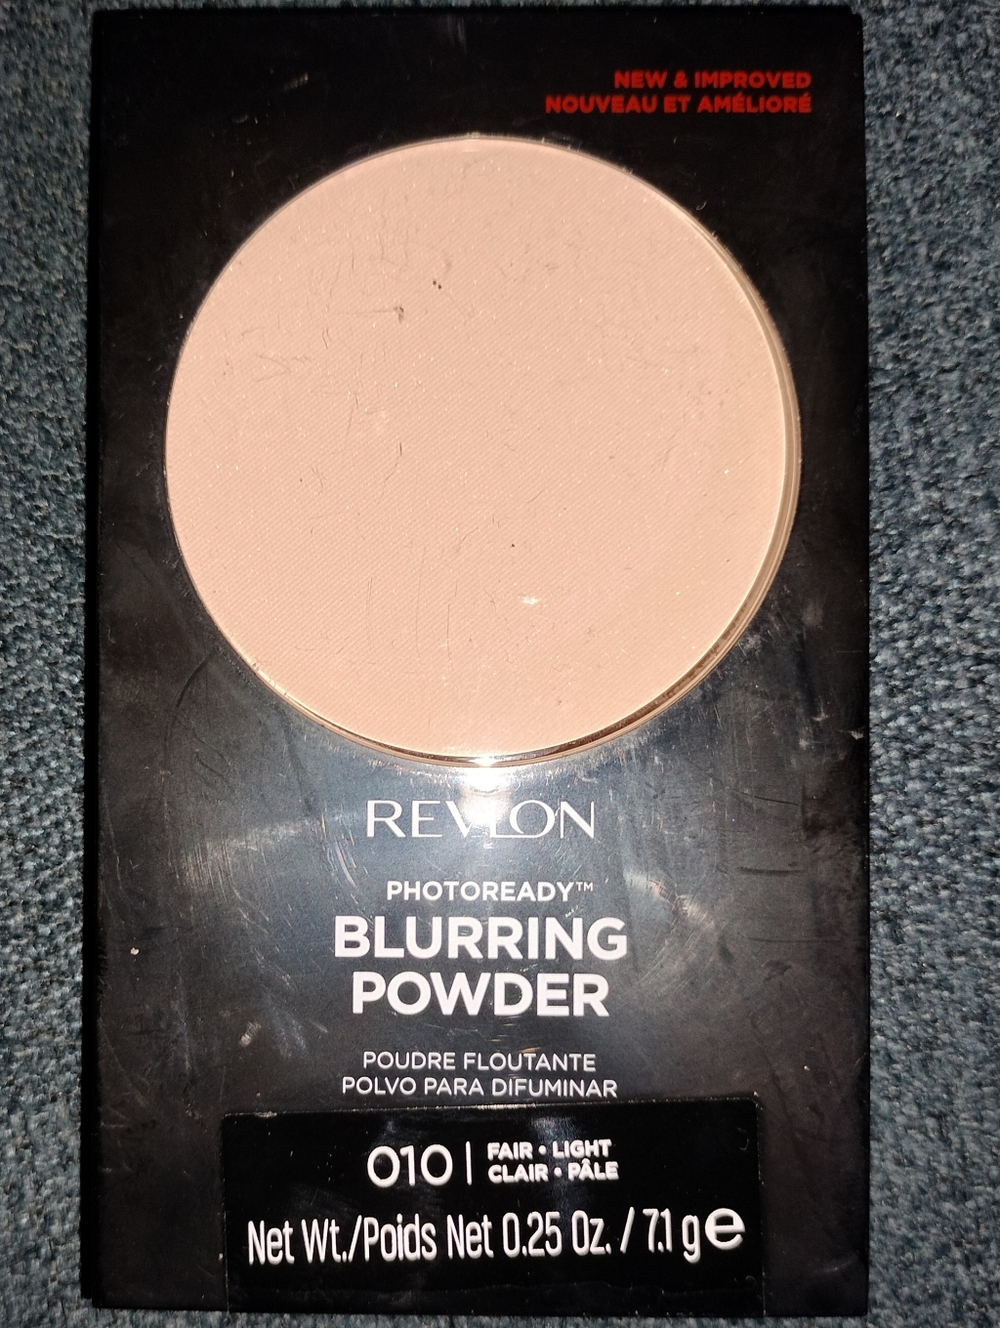 NEW & IMPROVED
NOUVEAU ET AMÉLIORÉ
REVLON
PHOTOREADY™
BLURRING
POWDER
POUDRE FLOUTANTE
POLVO PARA DIFUMINAR
010 | FAIR • LIGHT
CLAIR • PÂLE
Net Wt./Poids Net 0.25 Oz. / 7.1 g e